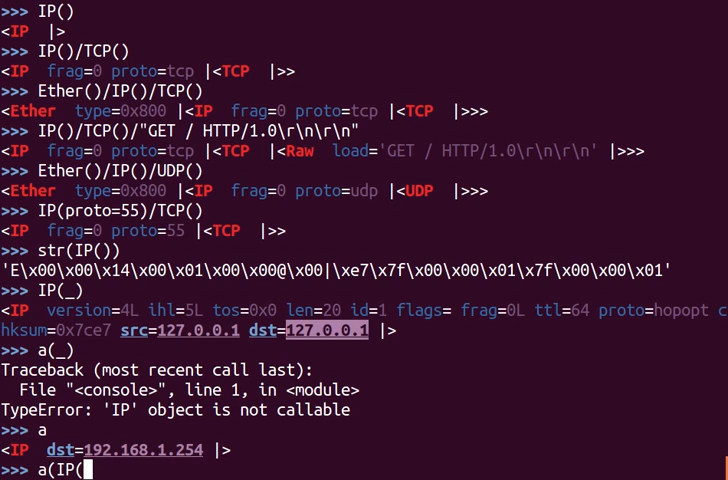 >>> IP()
<IP  |>
>>> IP()/TCP()
<IP  frag=0 proto=tcp |<TCP  |>>
>>> Ether()/IP()/TCP()
<Ether  type=0x800 |<IP  frag=0 proto=tcp |<TCP  |>>>
>>> IP()/TCP()/"GET / HTTP/1.0\r\n\r\n"
<IP  frag=0 proto=tcp |<TCP  |<Raw  load='GET / HTTP/1.0\r\n\r\n' |>>>
>>> Ether()/IP()/UDP()
<Ether  type=0x800 |<IP  frag=0 proto=udp |<UDP  |>>>
>>> IP(proto=55)/TCP()
<IP  frag=0 proto=55 |<TCP  |>>
>>> str(IP())
'E\x00\x00\x14\x00\x01\x00\x00@\x00|\xe7\x7f\x00\x00\x01\x7f\x00\x00\x01'
>>> IP(_)
<IP  version=4L ihl=5L tos=0x0 len=20 id=1 flags= frag=0L ttl=64 proto=hopopt c
hksum=0x7ce7 src=127.0.0.1 dst=127.0.0.1 |>
>>> a(_)
Traceback (most recent call last):
  File "<console>", line 1, in <module>
TypeError: 'IP' object is not callable
>>> a
<IP  dst=192.168.1.254 |>
>>> a(IP(